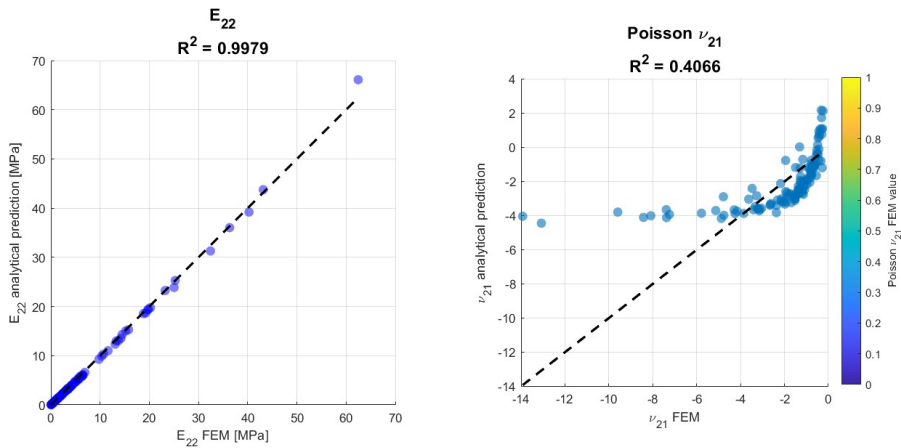 E₂₂
R² = 0.9979
70
60
50
40
30
20
10
0
E₂₂ analytical prediction [MPa]
0 10 20 30 40 50 60 70
E₂₂ FEM [MPa]
Poisson ν₂₁
R² = 0.4066
4
2
0
-2
-4
-6
-8
-10
-12
-14
ν₂₁ analytical prediction
-14 -12 -10 -8 -6 -4 -2 0
ν₂₁ FEM
1
0.9
0.8
0.7
0.6
0.5
0.4
0.3
0.2
0.1
0
Poisson ν₂₁ FEM value